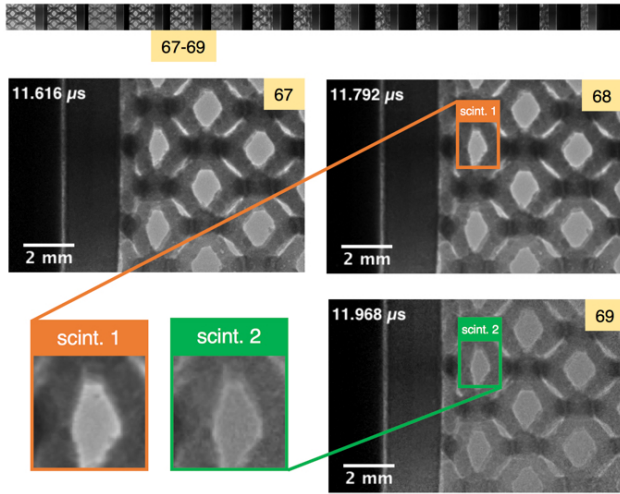 67-69
11.616 µs
67
2 mm
11.792 µs
68
scint. 1
2 mm
scint. 1
scint. 2
11.968 µs
69
scint. 2
2 mm